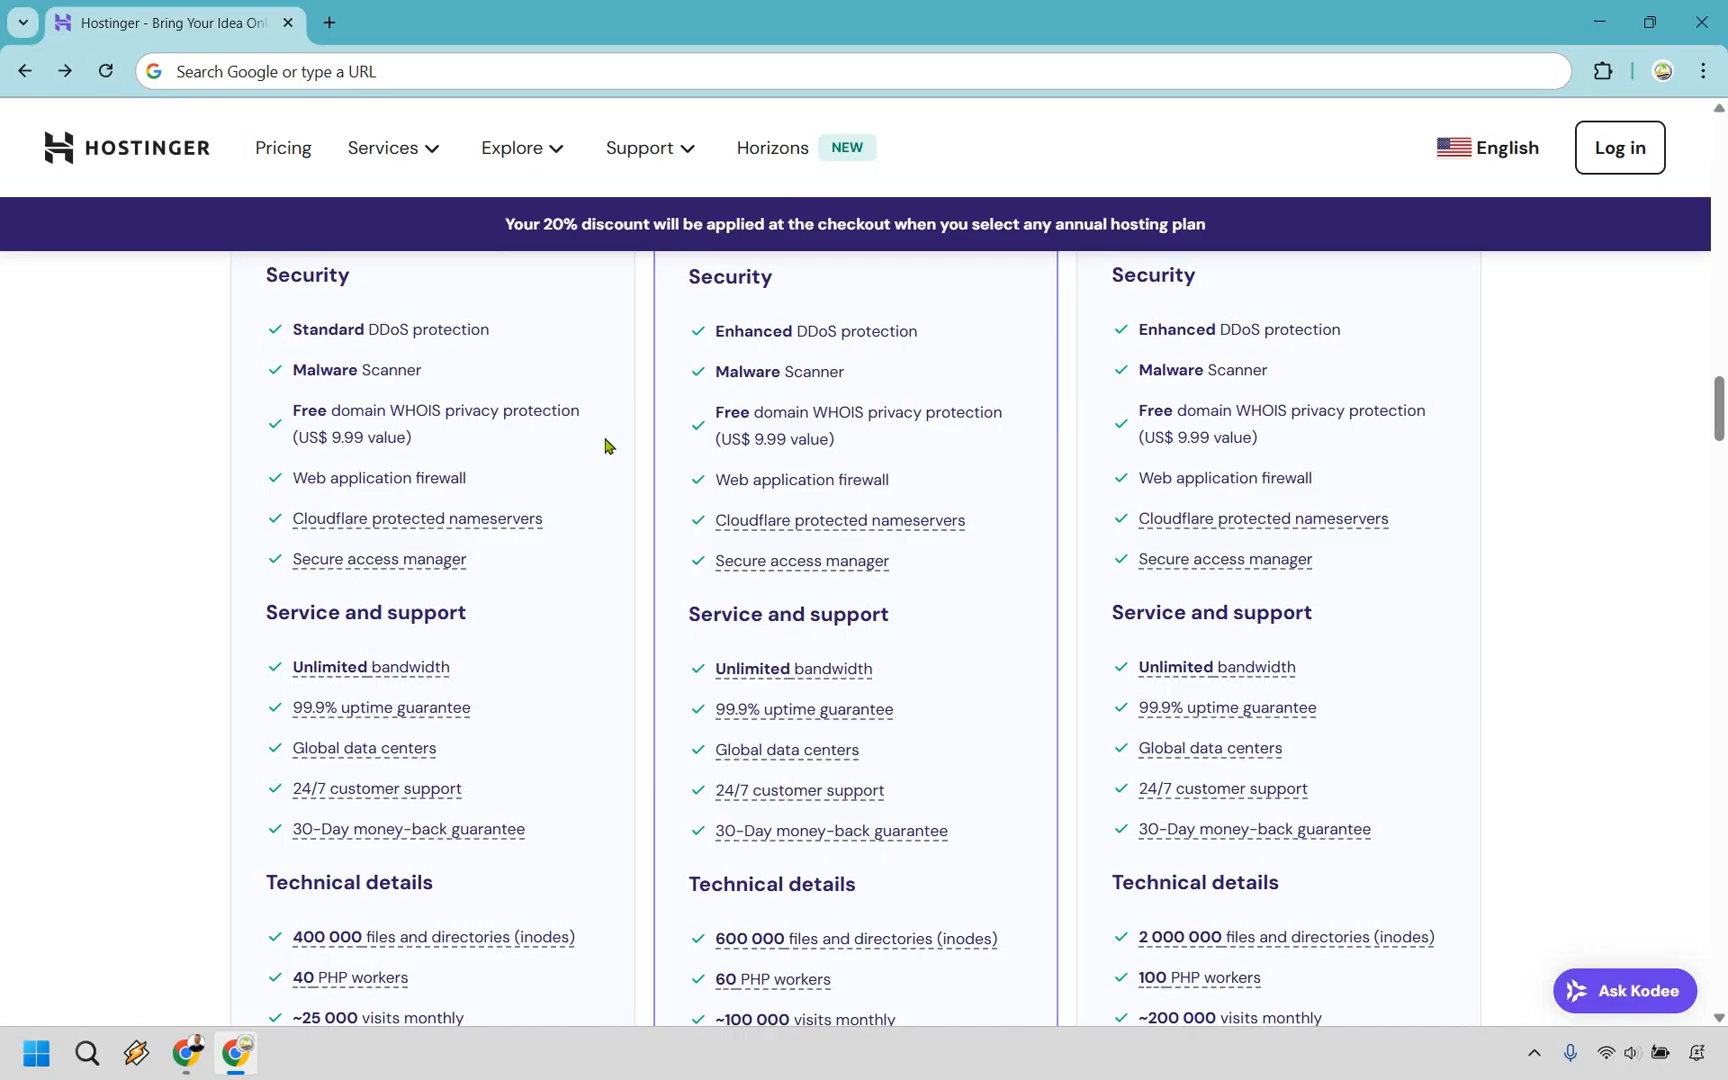 Hostinger - Bring Your Idea Onl
Search Google or type a URL
HOSTINGER
Pricing
Services
Explore
Support
Horizons
NEW
English
Log in
Your 20% discount will be applied at the checkout when you select any annual hosting plan
Security
Standard DDoS protection
Malware Scanner
Free domain WHOIS privacy protection
(US$ 9.99 value)
Web application firewall
Cloudflare protected nameservers
Secure access manager
Service and support
Unlimited bandwidth
99.9% uptime guarantee
Global data centers
24/7 customer support
30-Day money-back guarantee
Technical details
400 000 files and directories (inodes)
40 PHP workers
~25 000 visits monthly
Security
Enhanced DDoS protection
Malware Scanner
Free domain WHOIS privacy protection
(US$ 9.99 value)
Web application firewall
Cloudflare protected nameservers
Secure access manager
Service and support
Unlimited bandwidth
99.9% uptime guarantee
Global data centers
24/7 customer support
30-Day money-back guarantee
Technical details
600 000 files and directories (inodes)
60 PHP workers
~100 000 visits monthly
Security
Enhanced DDoS protection
Malware Scanner
Free domain WHOIS privacy protection
(US$ 9.99 value)
Web application firewall
Cloudflare protected nameservers
Secure access manager
Service and support
Unlimited bandwidth
99.9% uptime guarantee
Global data centers
24/7 customer support
30-Day money-back guarantee
Technical details
2 000 000 files and directories (inodes)
100 PHP workers
~200 000 visits monthly
Ask Kodee